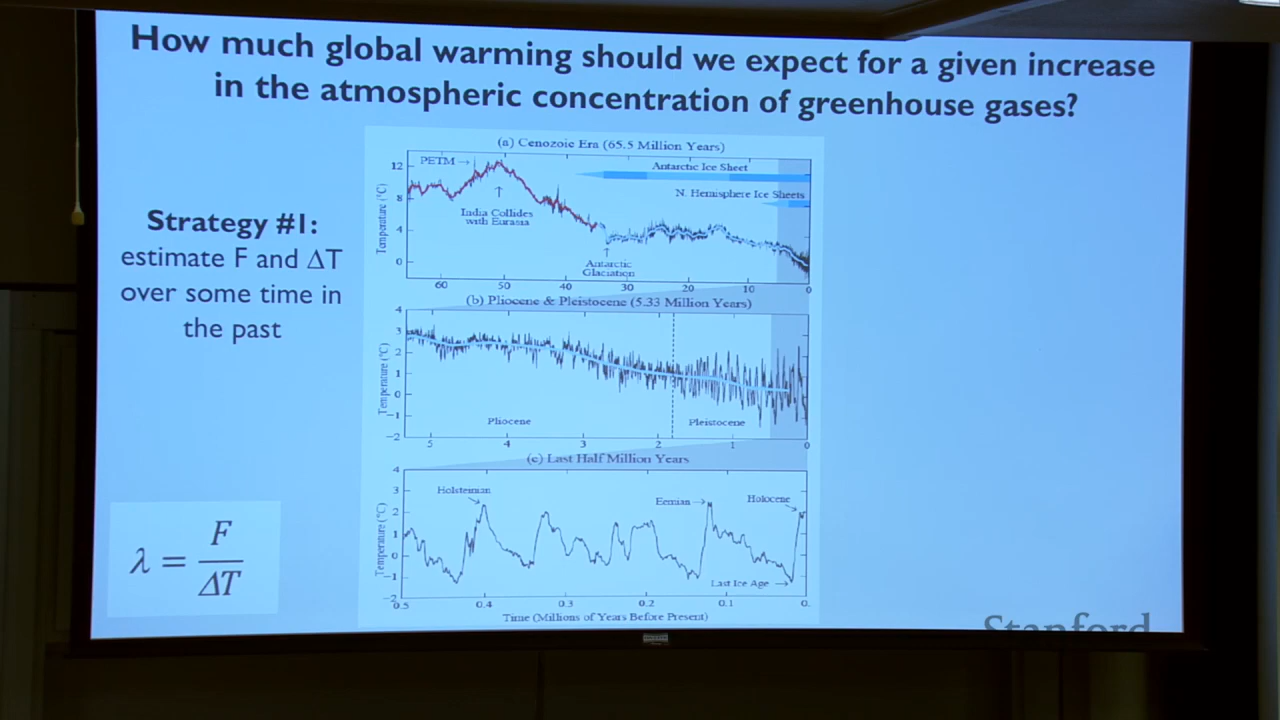 How much global warming should we expect for a given increase
in the atmospheric concentration of greenhouse gases?
Strategy #1:
estimate F and ΔT
over some time in
the past
λ = F / ΔT
(a) Cenozoic Era (65.5 Million Years)
Temperature (°C)
12
8
4
0
PETM →
Antarctic Ice Sheet
N. Hemisphere Ice Sheets
↑
India Collides
with Eurasia
↑
Antarctic
Glaciation
60 50 40 30 20 10 0
(b) Pliocene & Pleistocene (5.33 Million Years)
Temperature (°C)
4
3
2
1
0
−1
−2
Pliocene
Pleistocene
5 4 3 2 1 0
(c) Last Half Million Years
Temperature (°C)
4
3
2
1
0
−1
−2
Holsteinian
Eemian →
Holocene
Last Ice Age →
0.5 0.4 0.3 0.2 0.1 0.
Time (Millions of Years Before Present)
Stanford